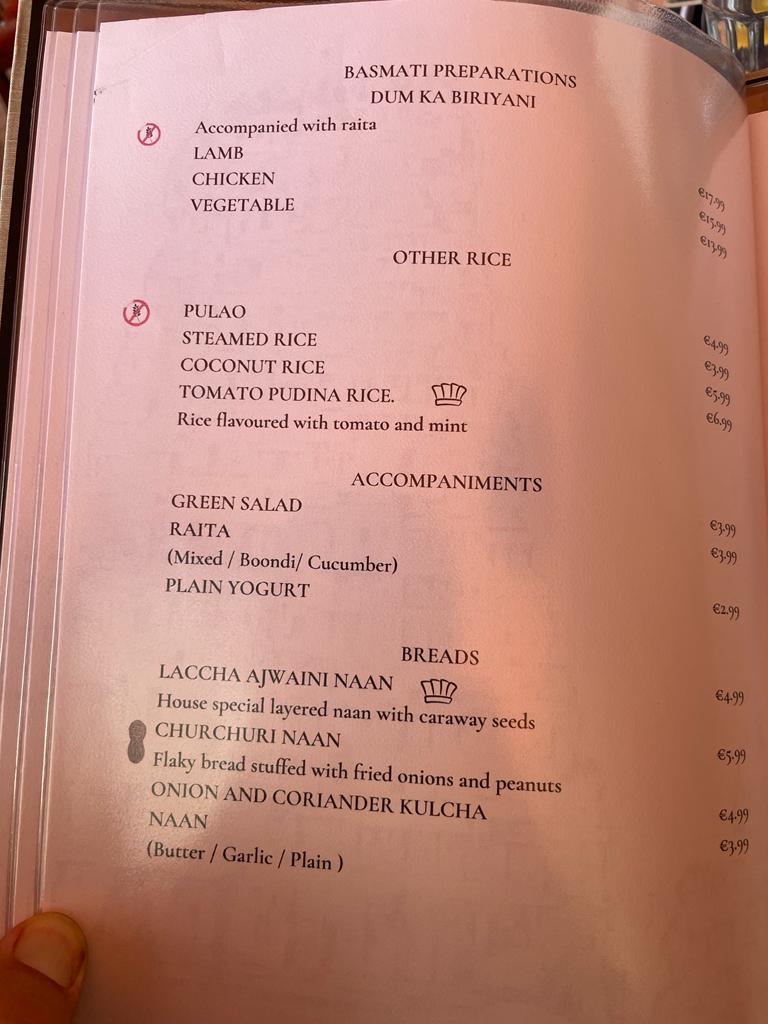 BASMATI PREPARATIONS
DUM KA BIRIYANI
Accompanied with raita
LAMB €17.99
CHICKEN €15.99
VEGETABLE €13.99
OTHER RICE
PULAO €4.99
STEAMED RICE €3.99
COCONUT RICE €5.99
TOMATO PUDINA RICE. €6.99
Rice flavoured with tomato and mint
ACCOMPANIMENTS
GREEN SALAD €3.99
RAITA €3.99
(Mixed / Boondi/ Cucumber)
PLAIN YOGURT €2.99
BREADS
LACCHA AJWAINI NAAN €4.99
House special layered naan with caraway seeds
CHURCHURI NAAN €5.99
Flaky bread stuffed with fried onions and peanuts
ONION AND CORIANDER KULCHA €4.99
NAAN €3.99
(Butter / Garlic / Plain )